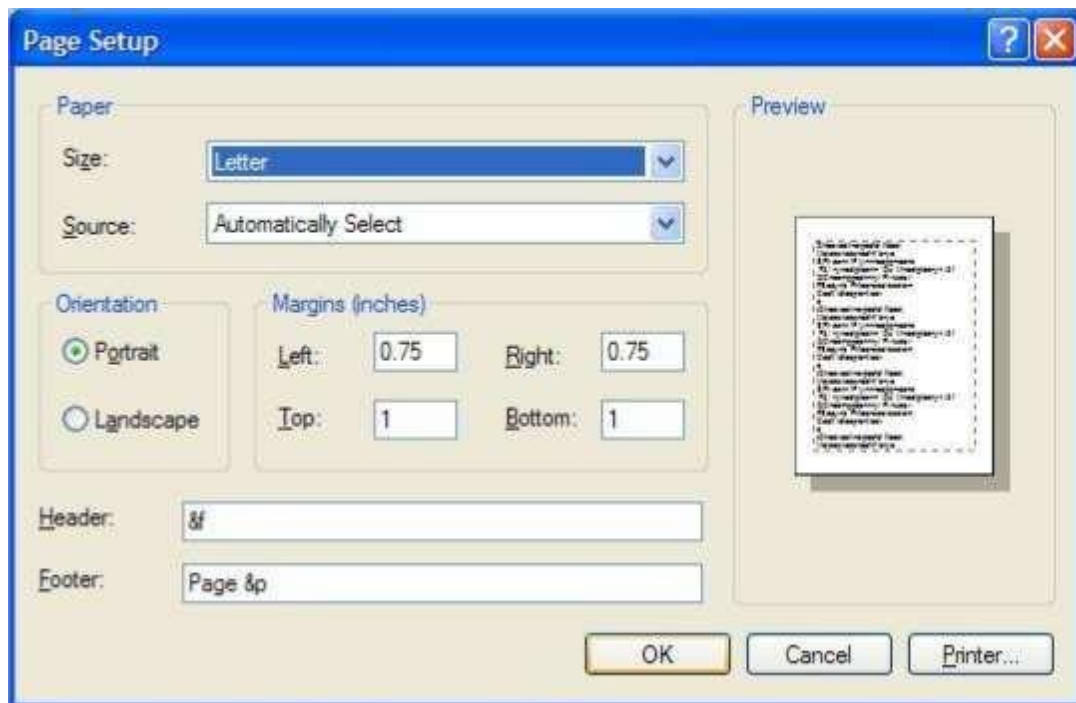 Page Setup
?
Paper
Preview
Size:
Letter
Source:
Automatically Select
Orientation
Margins (inches)
Portrait
Left:
0.75
Right:
0.75
Landscape
Top:
1
Bottom:
1
Header:
&f
Footer:
Page &p
OK
Cancel
Printer...